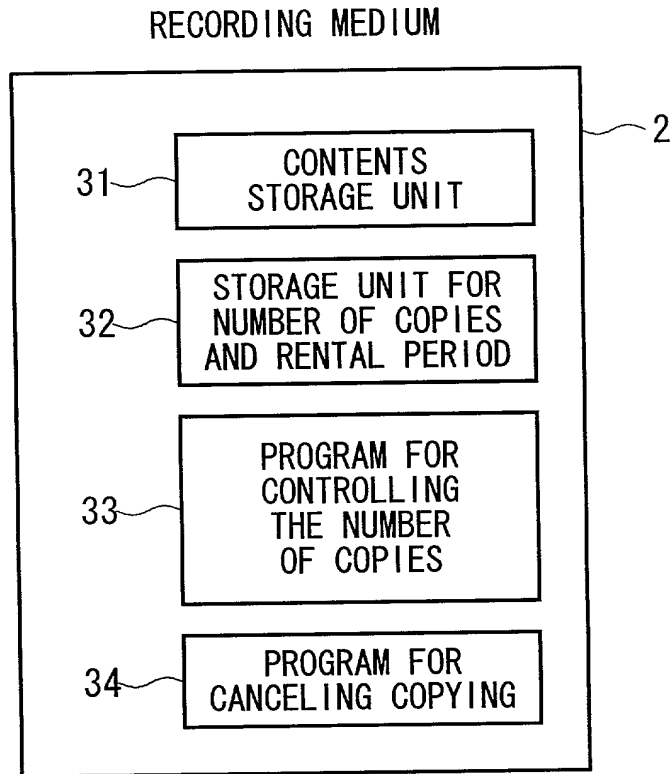 RECORDING MEDIUM
2
31
CONTENTS
STORAGE UNIT
32
STORAGE UNIT FOR
NUMBER OF COPIES
AND RENTAL PERIOD
33
PROGRAM FOR
CONTROLLING
THE NUMBER
OF COPIES
34
PROGRAM FOR
CANCELING COPYING